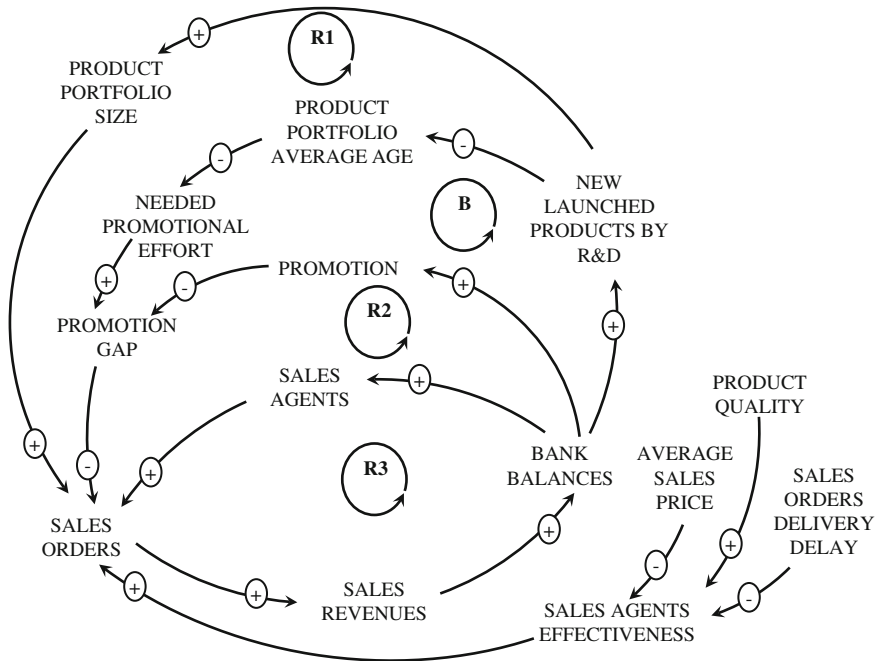 +
R1
PRODUCT
PORTFOLIO
SIZE
PRODUCT
PORTFOLIO
AVERAGE AGE
-
-
NEW
LAUNCHED
PRODUCTS BY
R&D
B
NEEDED
PROMOTIONAL
EFFORT
+
PROMOTION
-
+
PROMOTION
GAP
R2
+
SALES
AGENTS
+
PRODUCT
QUALITY
+
-
+
R3
BANK
BALANCES
AVERAGE
SALES
PRICE
SALES
ORDERS
DELIVERY
DELAY
SALES
ORDERS
+
-
+
+
+
SALES
REVENUES
-
SALES AGENTS
EFFECTIVENESS